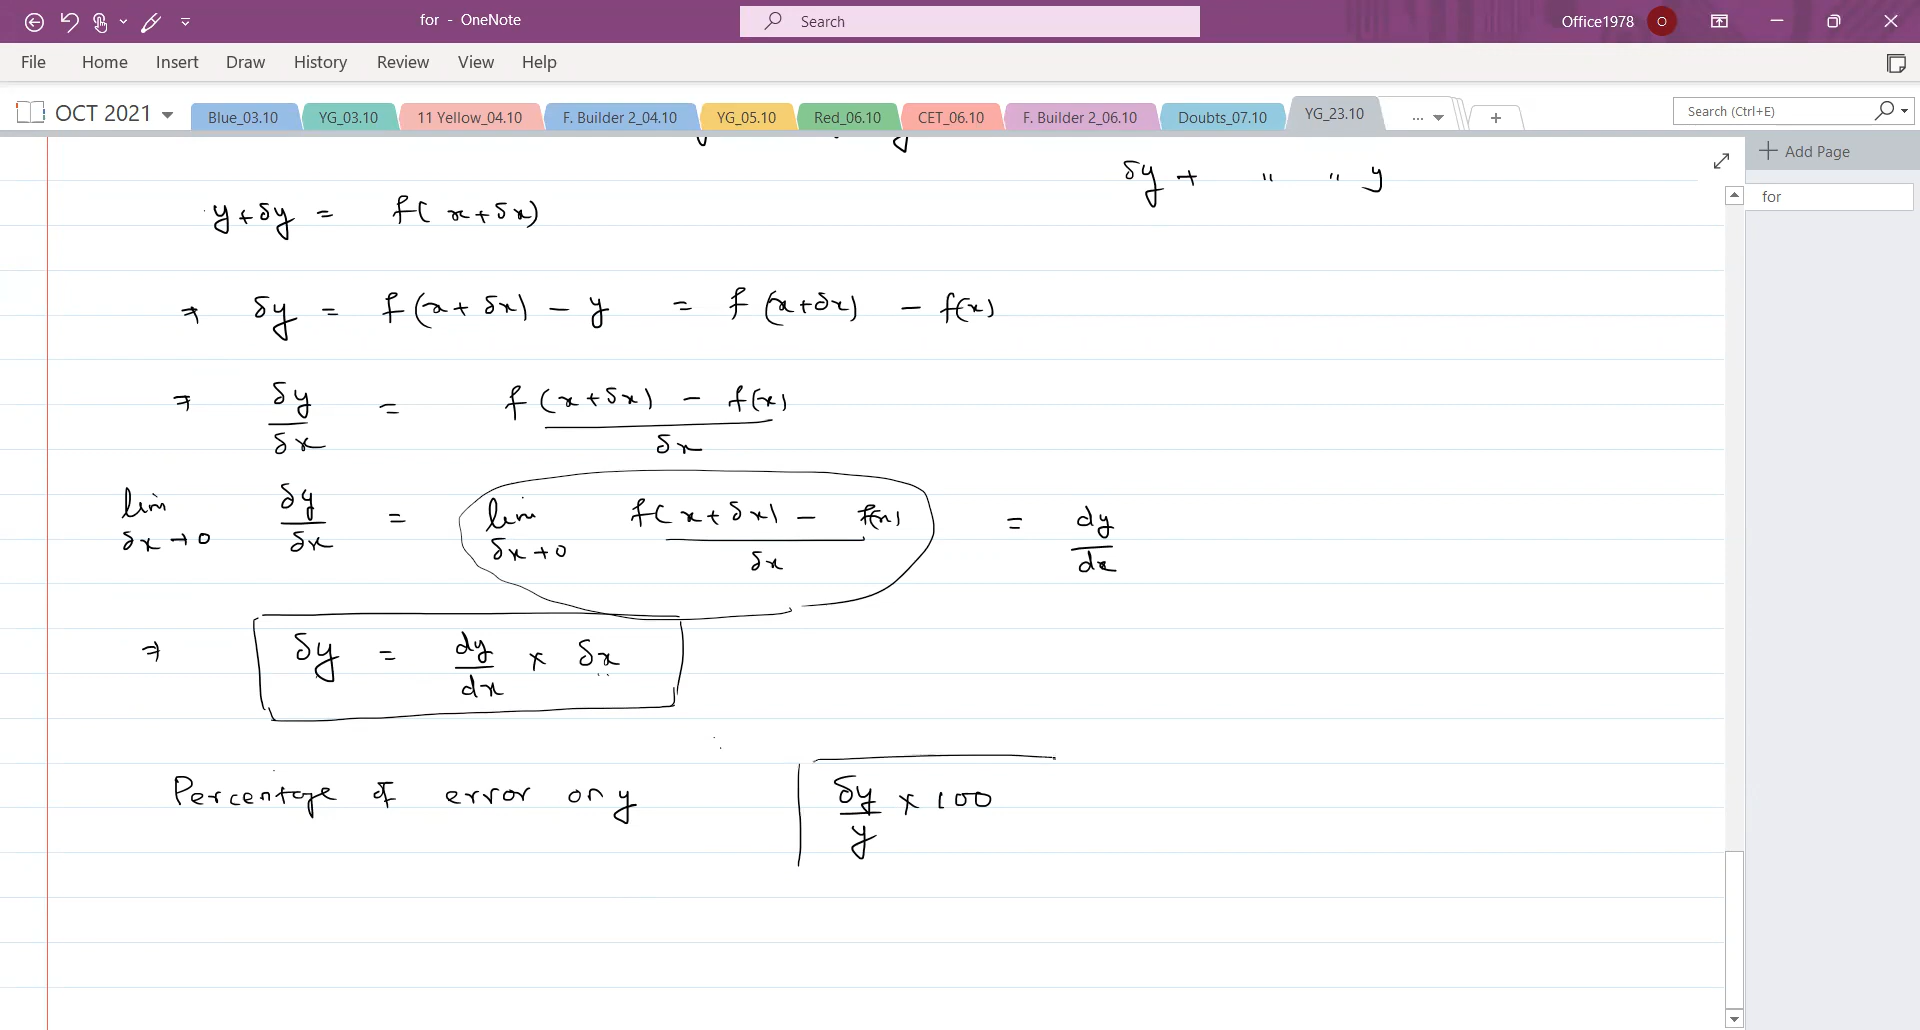 for - OneNote
Search
Office1978
O
File Home Insert Draw History Review View Help
OCT 2021
Blue_03.10 YG_03.10 11 Yellow_04.10 F. Builder 2_04.10 YG_05.10 Red_06.10 CET_06.10 F. Builder 2_06.10 Doubts_07.10 YG_23.10 ... +
Search (Ctrl+E)
Add Page
for
δy → " " y
y+δy = f(x+δx)
⇒ δy = f(x+δx) - y = f(x+δx) - f(x)
⇒ δy/δx = f(x+δx) - f(x)/δx
lim δx→0 δy/δx = lim δx→0 f(x+δx) - f(x)/δx = dy/dx
⇒ δy = dy/dx × δx
Percentage of error on y δy/y × 100